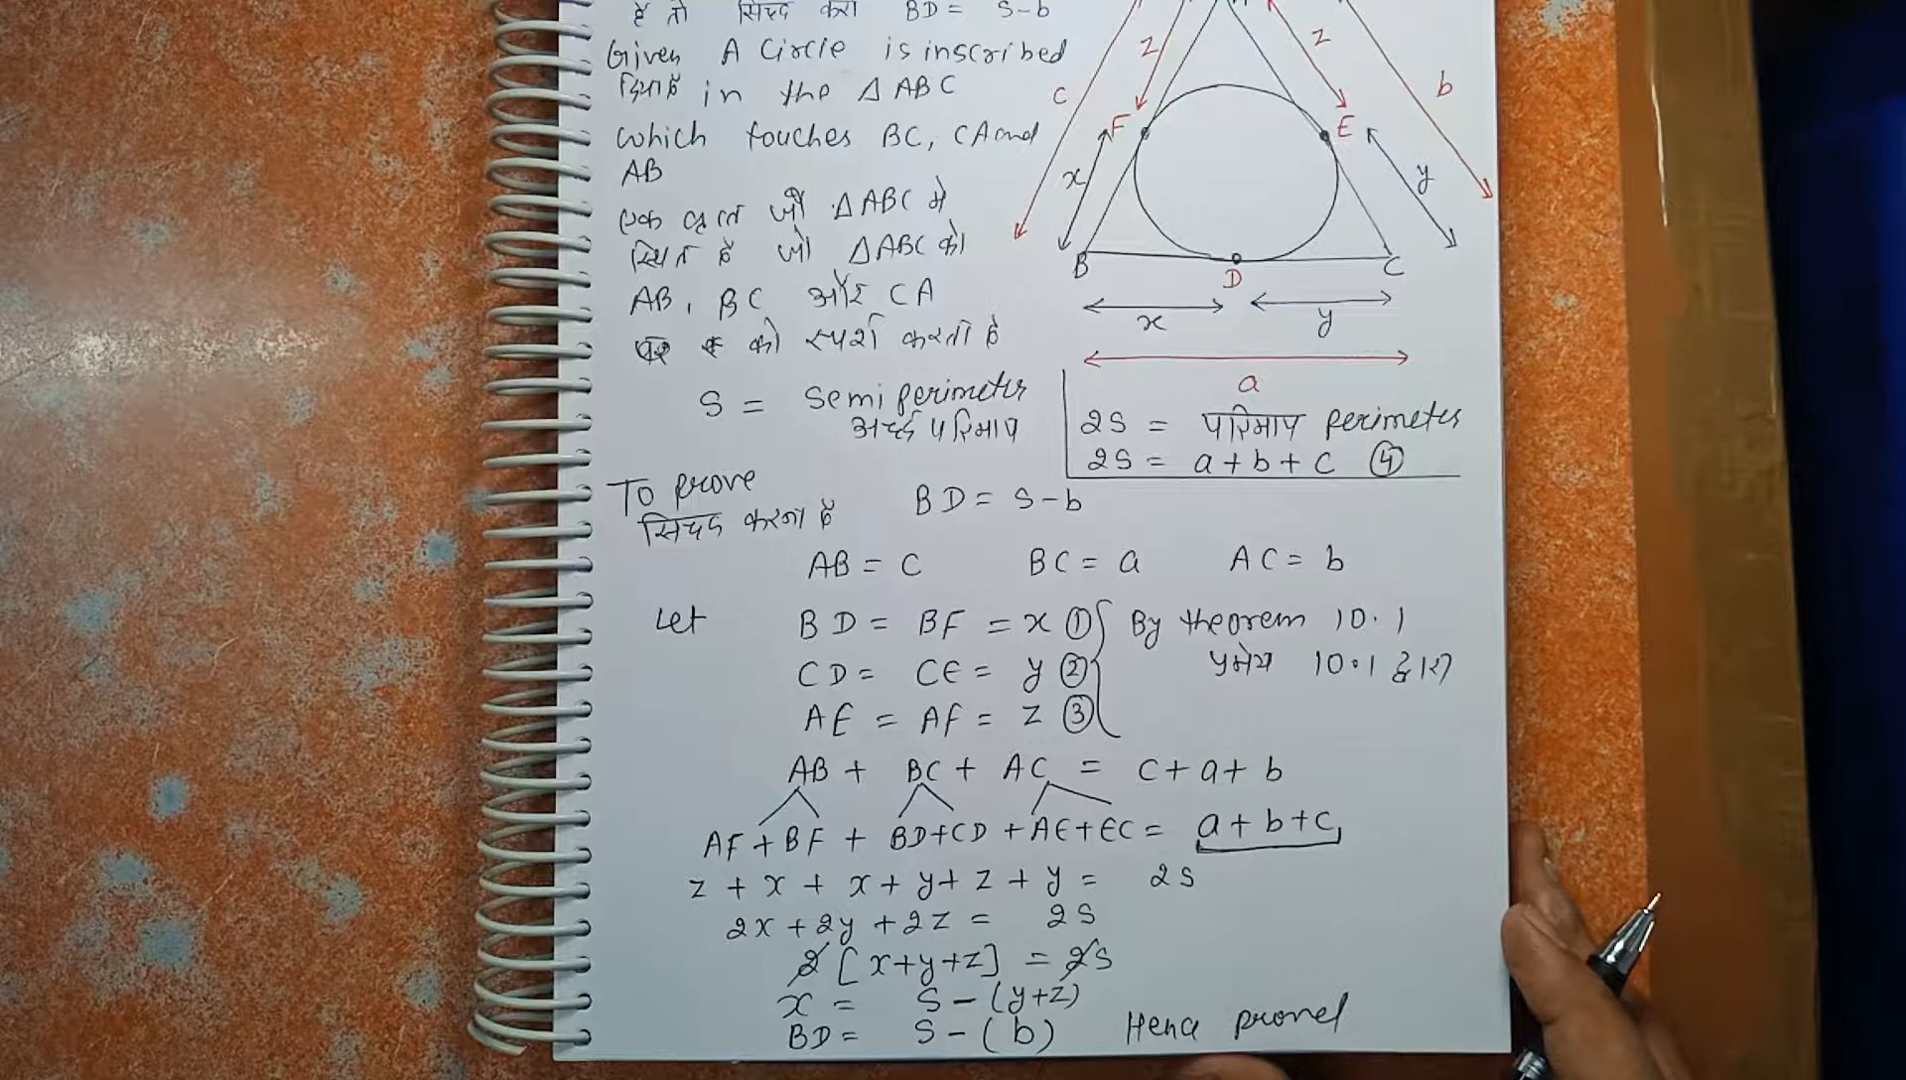 है तो सिद्द करो BD = S-b
Given A Circle is inscribed
दिया है in the △ ABC
which touches BC, CA and
AB
एक वृत्त जो △ABC मे
स्थित है जो △ABC को
AB, BC और CA
को स्पर्श करता है
S = Semi perimeter
अर्द्ध परिमाप
c
z
z
b
F
E
x
y
B
D
C
x
y
a
2S = परिमाप perimeter
2S = a+b+c ④
To prove BD = S-b
सिद्द करना है
AB = c BC = a AC = b
Let BD = BF = x ① By theorem 10.1
CD = CE = y ② प्रमेय 10.1 द्वारा
AE = AF = z ③
AB + BC + AC = c+a+b
AF+BF + BD+CD +AE+EC = a+b+c
z + x + x+y+z+y = 2S
2x+2y+2z = 2S
2[x+y+z] = 2S
x = S-(y+z)
BD = S-(b) Hence proved